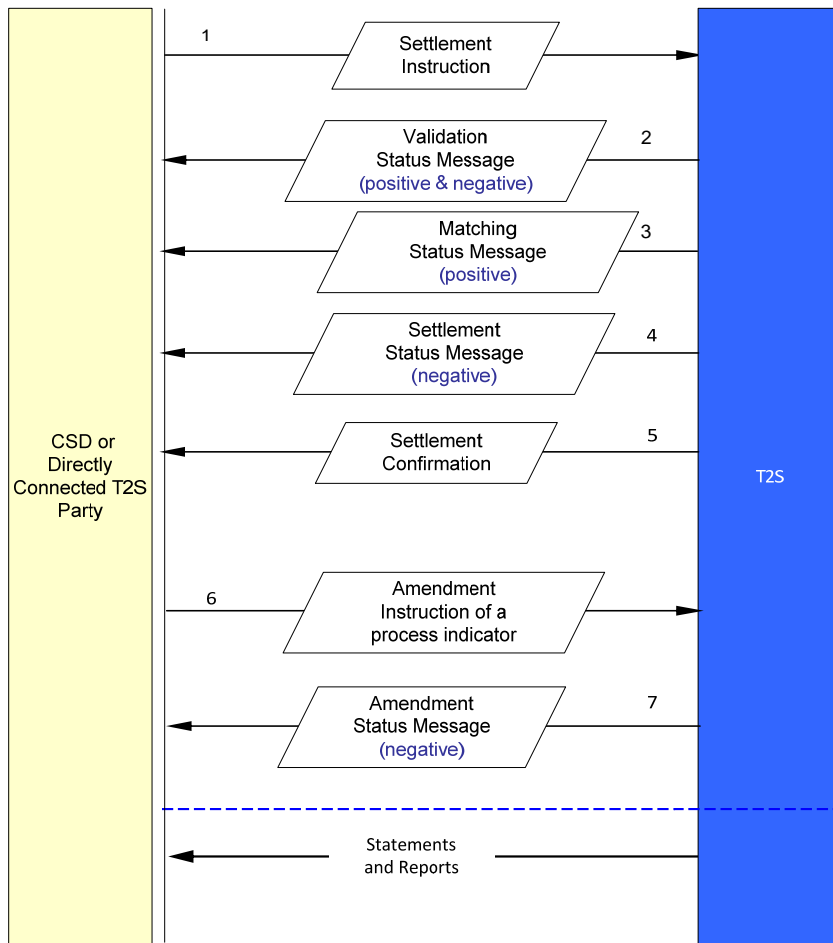 1
Settlement
Instruction
Validation
Status Message
(positive & negative)
2
Matching
Status Message
(positive)
3
Settlement
Status Message
(negative)
4
Settlement
Confirmation
5
CSD or
Directly
Connected T2S
Party
T2S
6
Amendment
Instruction of a
process indicator
Amendment
Status Message
(negative)
7
Statements
and Reports